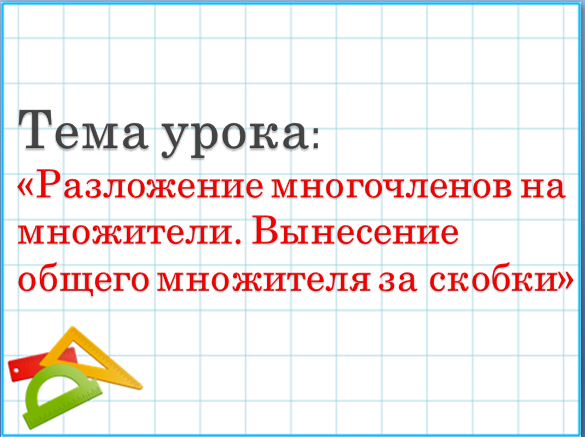 Тема урока:
«Разложение многочленов на
множители. Вынесение
общего множителя за скобки»